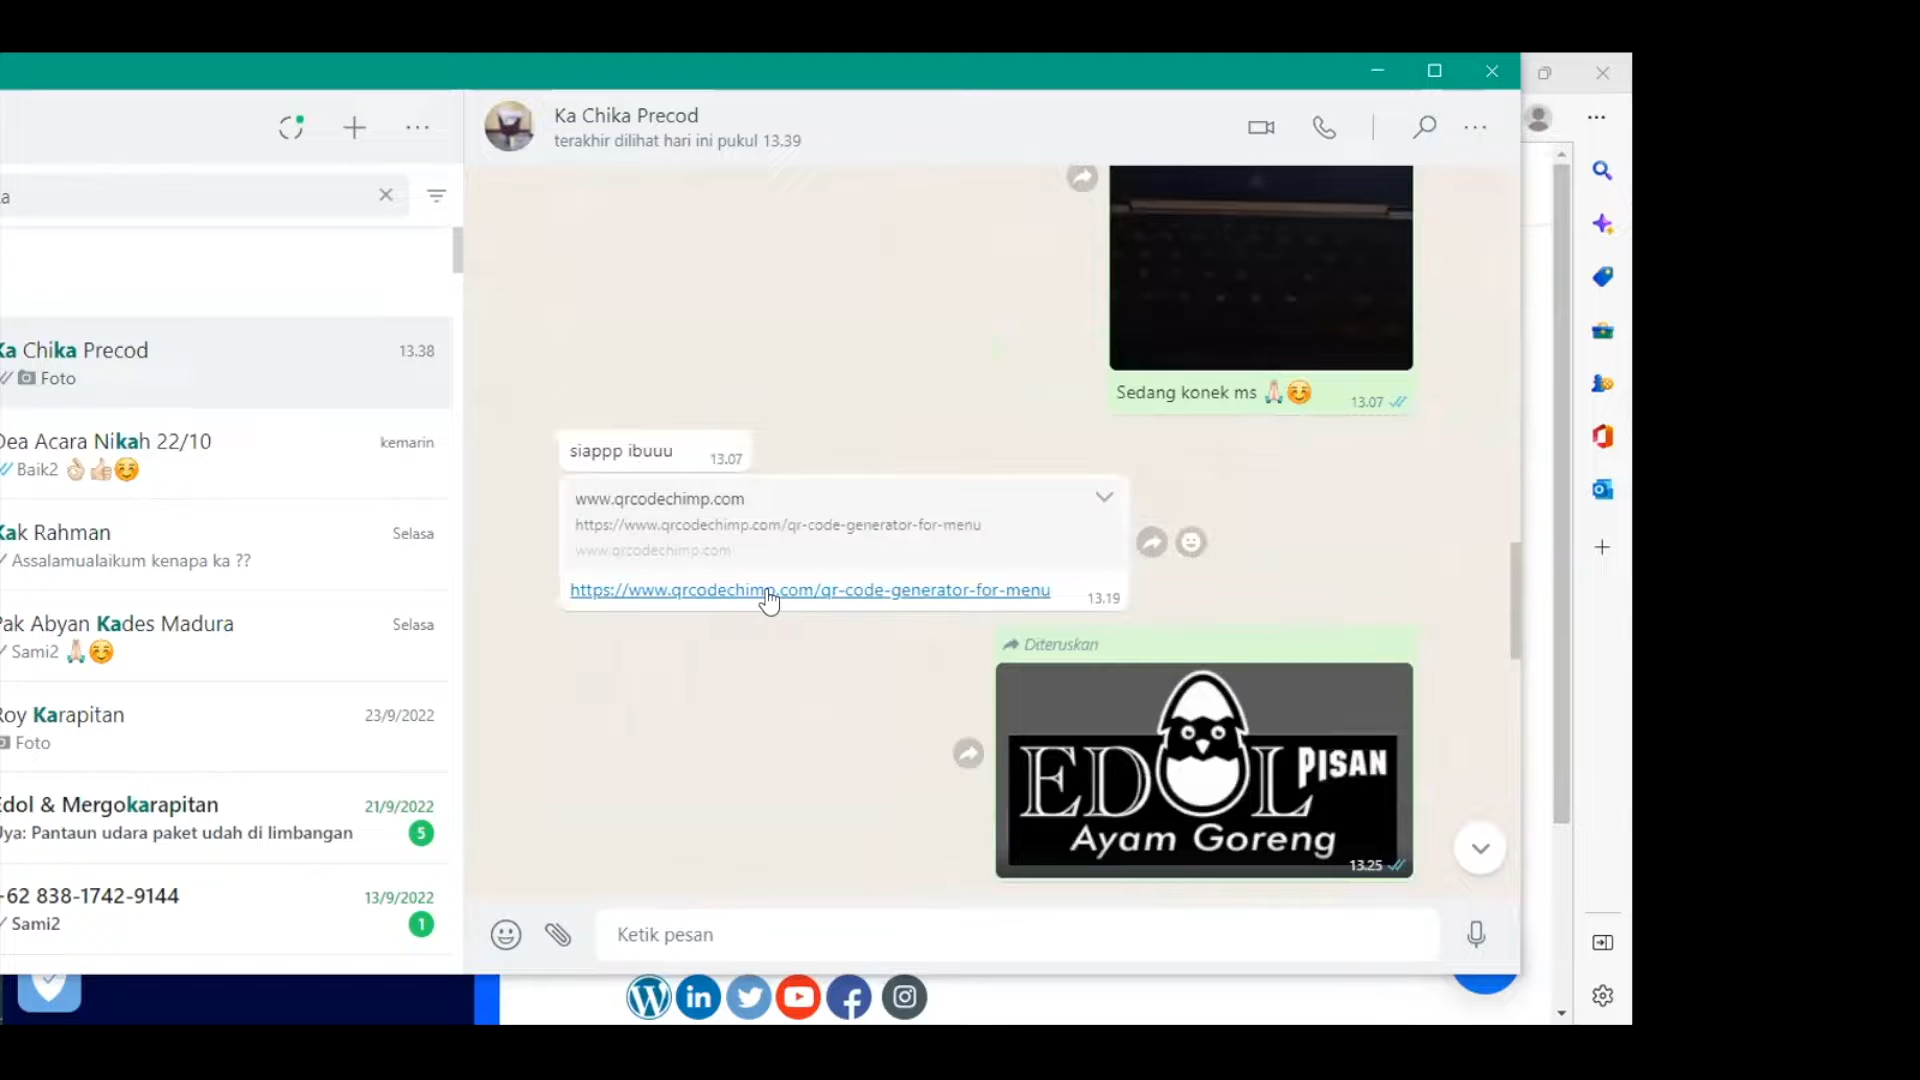 a
Ka Chika Precod
13.38
Foto
Dea Acara Nikah 22/10
kemarin
Baik2
Kak Rahman
Selasa
Assalamualaikum kenapa ka ??
Pak Abyan Kades Madura
Selasa
Sami2
Roy Karapitan
23/9/2022
Foto
Edol & Mergokarapitan
21/9/2022
Uya: Pantaun udara paket udah di limbangan
5
+62 838-1742-9144
13/9/2022
Sami2
1
Ka Chika Precod
terakhir dilihat hari ini pukul 13.39
Sedang konek ms 🙏🏻☺️
13.07
siappp ibuuu
13.07
www.qrcodechimp.com
https://www.qrcodechimp.com/qr-code-generator-for-menu
www.qrcodechimp.com
https://www.qrcodechimp.com/qr-code-generator-for-menu
13.19
Diteruskan
EDOL PISAN
Ayam Goreng
13.25
Ketik pesan